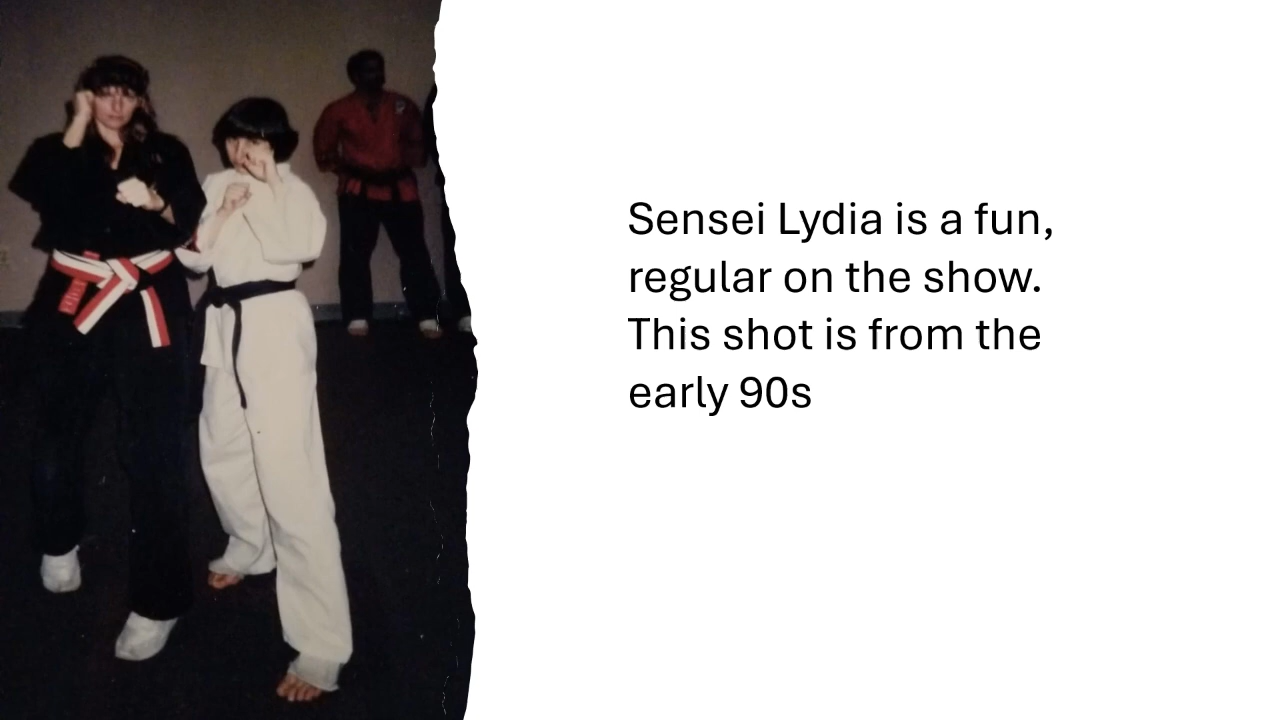 Sensei Lydia is a fun,
regular on the show.
This shot is from the
early 90s